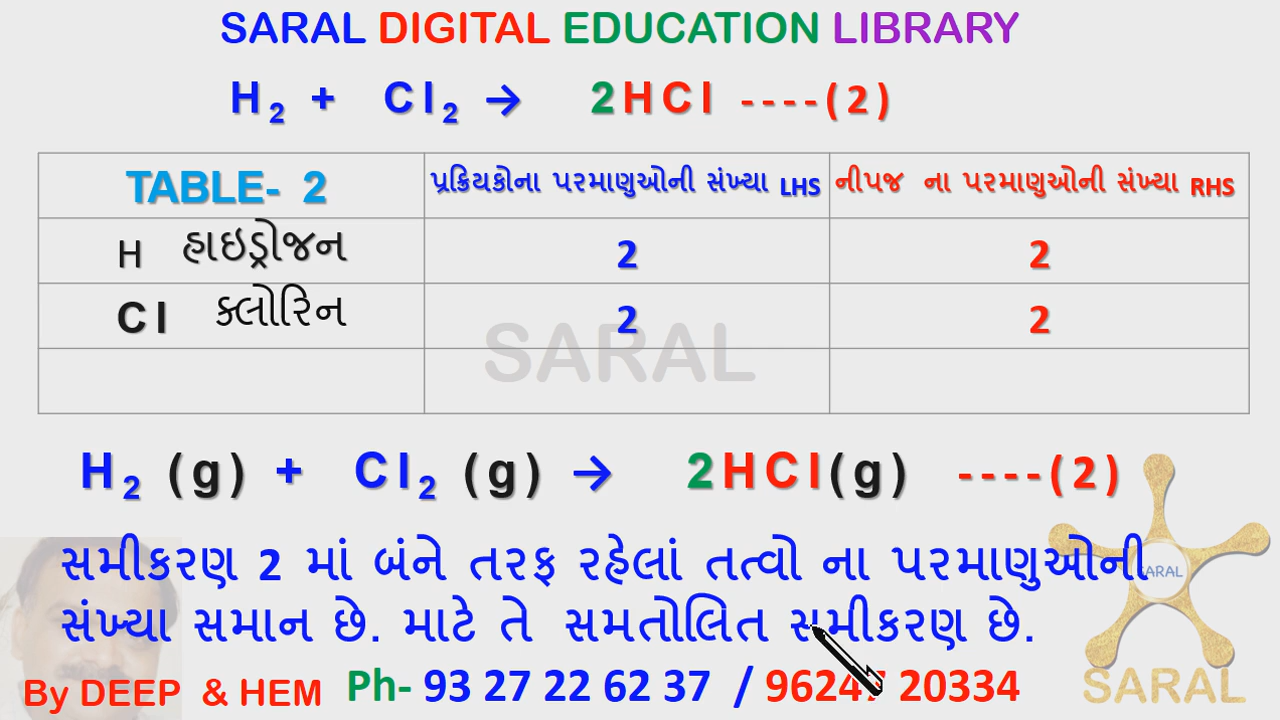 SARAL DIGITAL EDUCATION LIBRARY
H₂ + Cl₂ → 2HCl ----(2)
TABLE- 2 પ્રક્રિયકોના પરમાણુઓની સંખ્યા LHS નીપજ ના પરમાણુઓની સંખ્યા RHS
H હાઇડ્રોજન 2 2
Cl ક્લોરિન 2 2
SARAL
H₂ (g) + Cl₂ (g) → 2HCl(g) ----(2)
સમીકરણ 2 માં બંને તરફ રહેલાં તત્વો ના પરમાણુઓની
SARAL
સંખ્યા સમાન છે. માટે તે સમતોલિત સમીકરણ છે.
By DEEP & HEM Ph- 93 27 22 62 37 / 96247 20334
SARAL